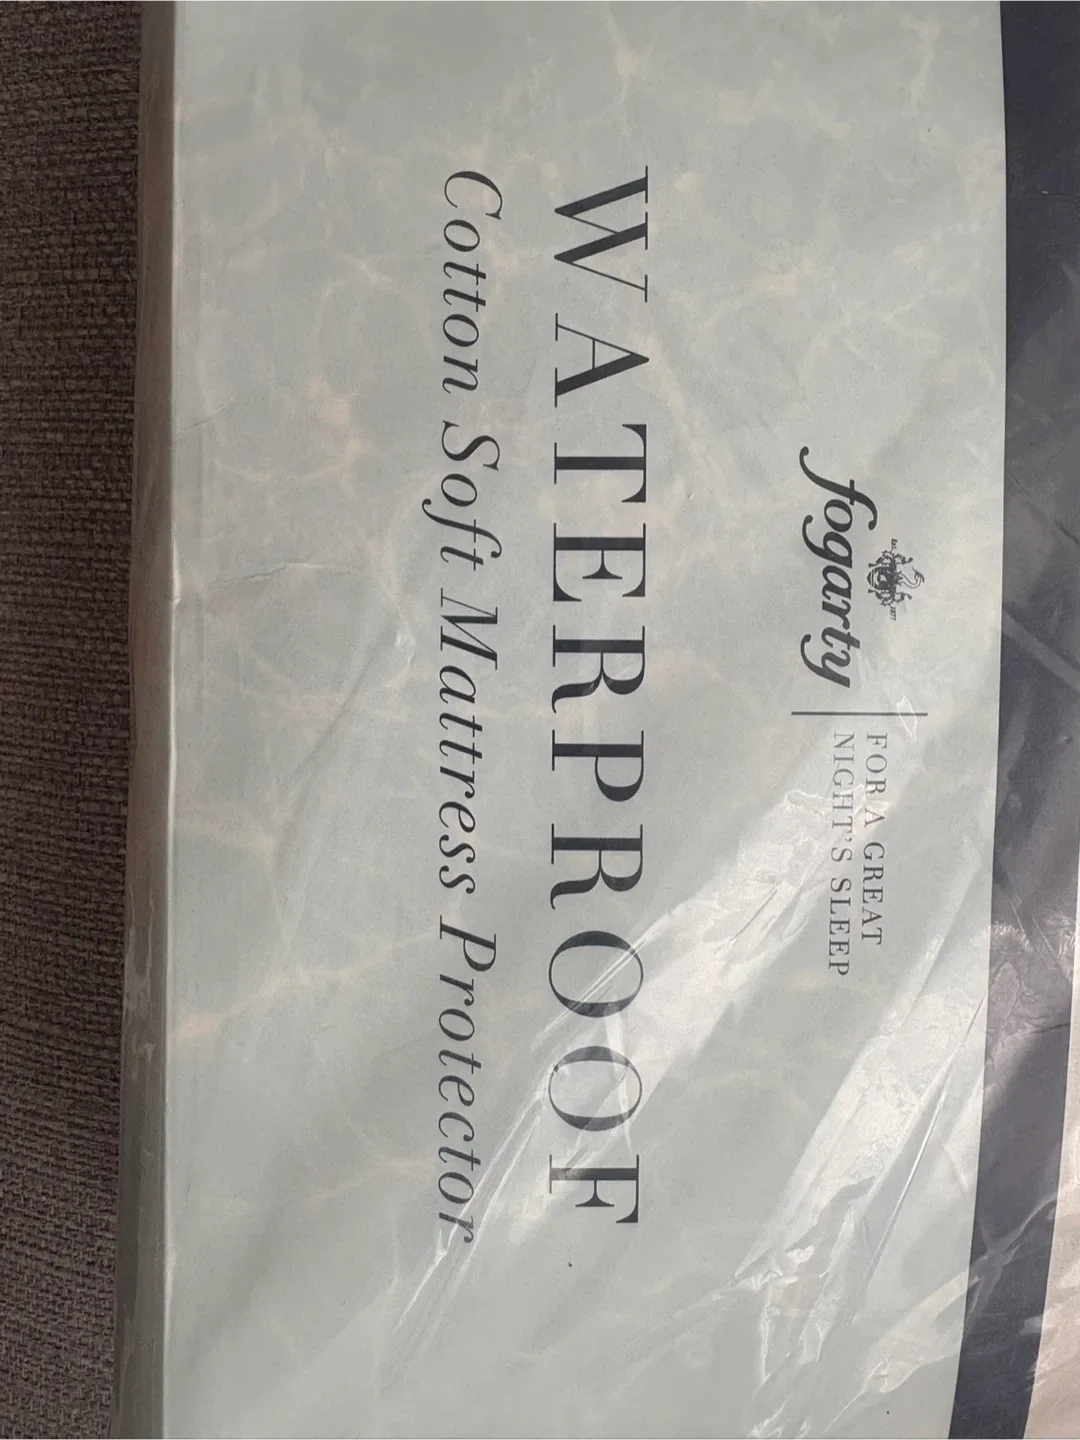 fogarty
FOR A GREAT
NIGHT'S SLEEP
WATERPROOF
Cotton Soft Mattress Protector